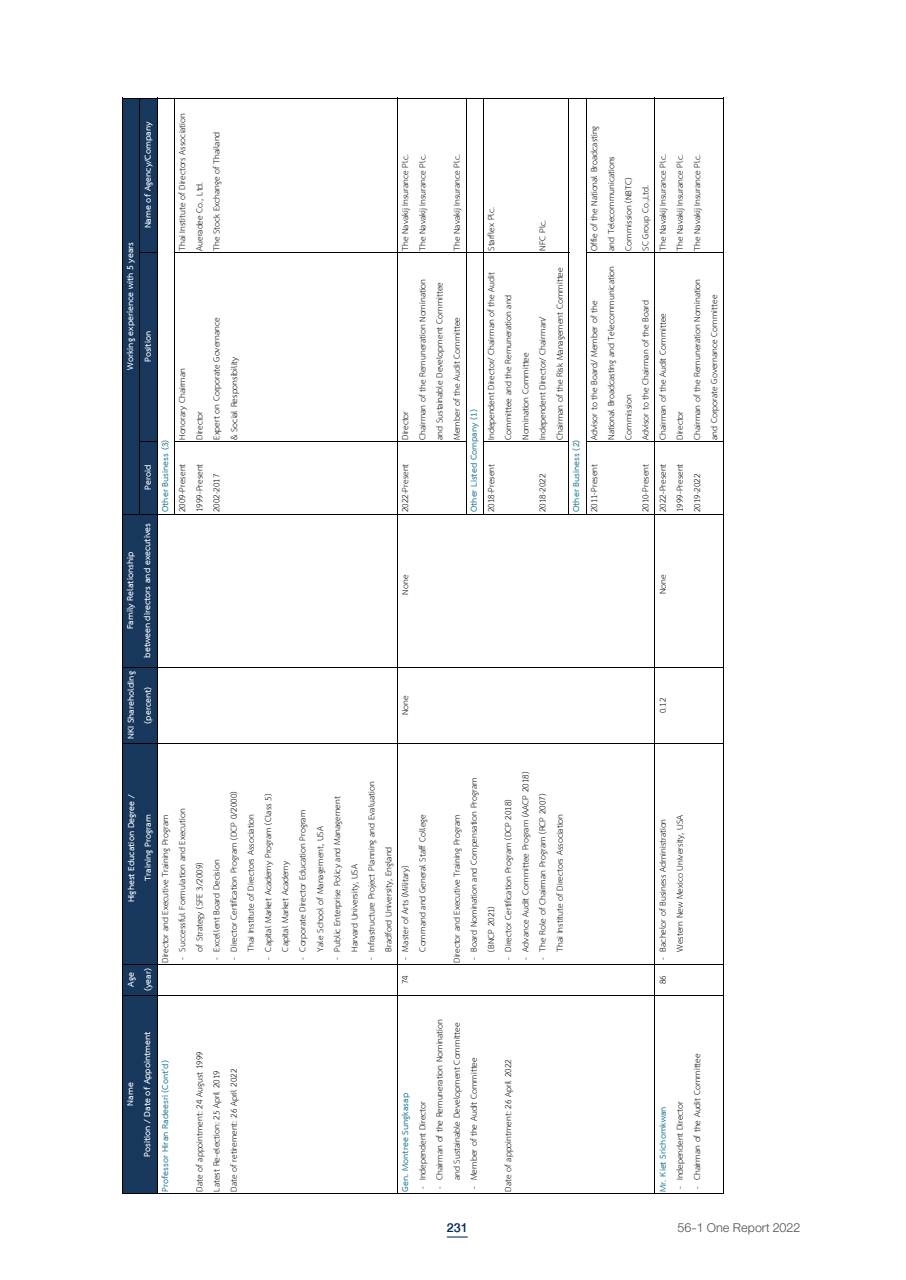 Name
Position / Date of Appointment
Age
(year)
Highest Education Degree /
Training Program
NKI Shareholding
(percent)
Family Relationship
between directors and executives
Working experience with 5 years
Peroid
Position
Name of Agency/Company
Professor Hiran Radeesri (Cont'd)
Date of appointment: 24 August 1999
Latest Re-election: 25 April 2019
Date of retirement: 26 April 2022
Director and Executive Training Program
- Successful Formulation and Execution
of Strategy (SFE 3/2009)
- Excellent Board Decision
- Director Certification Program (DCP 0/2000)
Thai Institute of Directors Association
- Capital Market Academy Program (Class 5)
Capital Market Academy
- Corporate Director Education Program
Yale School of Management, USA
- Public Enterprise Policy and Management
Harvard University, USA
- Infrastructure Project Planning and Evaluation
Bradford University, England
Other Business (3)
2009-Present Honorary Chairman Thai Institute of Directors Association
1999-Present Director Aueradee Co., Ltd.
2002-2017 Expert on Corporate Governance The Stock Exchange of Thailand
& Social Responsibility
Gen. Montree Sungkasap
- Independent Director
- Chairman of the Remuneration Nomination
and Sustainable Development Committee
- Member of the Audit Committee
Date of appointment: 26 April 2022
74
- Master of Arts (Military)
Command and General Staff College
Director and Executive Training Program
- Board Nomination and Compensation Program
(BNCP 2021)
- Director Certification Program (DCP 2018)
- Advance Audit Committee Program (AACP 2018)
- The Role of Chairman Program (RCP 2007)
Thai Institute of Directors Association
None
None
2022-Present Director The Navakij Insurance Plc.
Chairman of the Remuneration Nomination The Navakij Insurance Plc.
and Sustainable Development Committee
Member of the Audit Committee The Navakij Insurance Plc.
Other Listed Company (1)
2018-Present Independent Director/ Chairman of the Audit Starflex Plc.
Committee and the Remuneration and
Nomination Committee
2018-2022 Independent Director/ Chairman/ NFC Plc.
Chairman of the Risk Management Committee
Other Business (2)
2011-Present Advisor to the Board/ Member of the Offie of the National Broadcasting
National Broadcasting and Telecommunication and Telecommunications
Commission Commission (NBTC)
2010-Present Advisor to the Chairman of the Board SC Group Co.,Ltd.
Mr. Kiet Srichomkwan
- Independent Director
- Chairman of the Audit Committee
86
- Bachelor of Business Administration
Western New Mexico University, USA
0.12
None
2022-Present Chairman of the Audit Committee The Navakij Insurance Plc.
1999-Present Director The Navakij Insurance Plc.
2019-2022 Chairman of the Remuneration Nomination The Navakij Insurance Plc.
and Corporate Governance Committee
231
56-1 One Report 2022